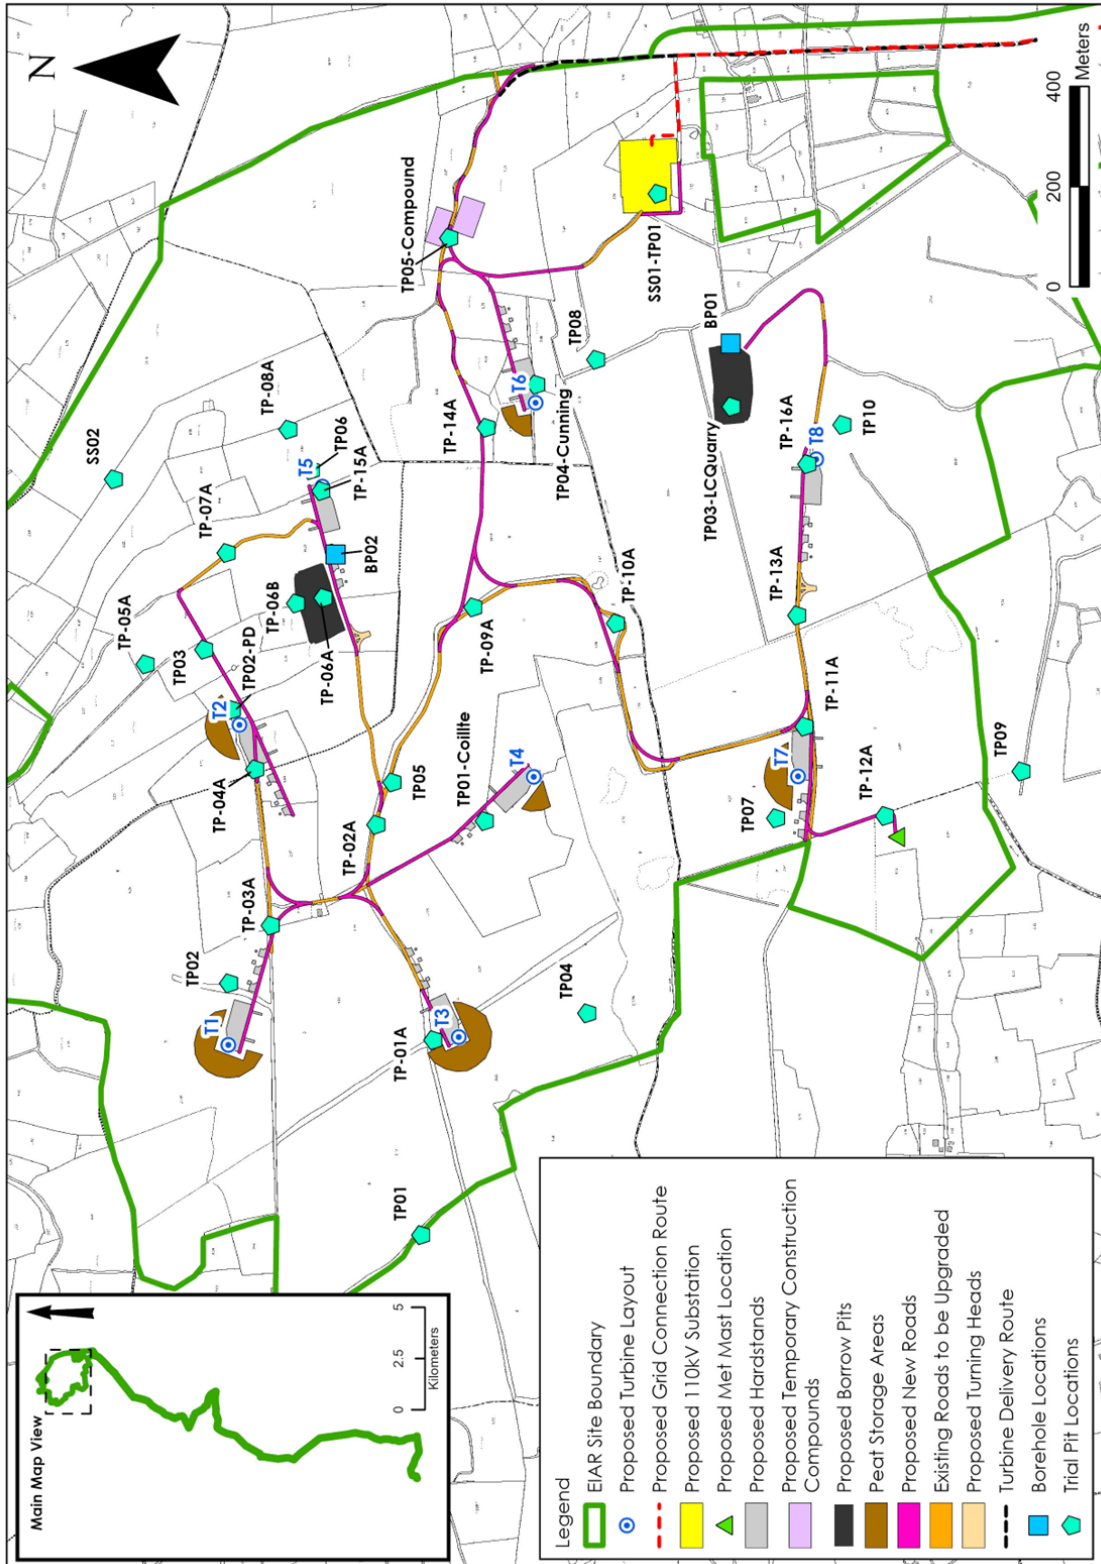 N
SS02
TP-08A
TP-07A
TP-05A
TP03
TP02-PD
T2
TP-04A
TP-03A
TP02
T1
T5
TP06
TP-15A
BP02
TP-06B
TP-06A
TP05-Compound
TP-14A
TP-09A
TP05
TP-02A
TP01-Coillte
T4
TP-01A
T3
TP01
TP04
T6
TP04-Cunning
TP08
SS01-TP01
BP01
TP03-LCQuarry
TP-10A
TP-16A
T8
TP10
TP-13A
TP-11A
T7
TP07
TP-12A
TP09
0 200 400
Meters
Main Map View
0 2.5 5
Kilometers
Legend
EIAR Site Boundary
Proposed Turbine Layout
Proposed Grid Connection Route
Proposed 110kV Substation
Proposed Met Mast Location
Proposed Hardstands
Proposed Temporary Construction
Compounds
Proposed Borrow Pits
Peat Storage Areas
Proposed New Roads
Existing Roads to be Upgraded
Proposed Turning Heads
Turbine Delivery Route
Borehole Locations
Trial Pit Locations